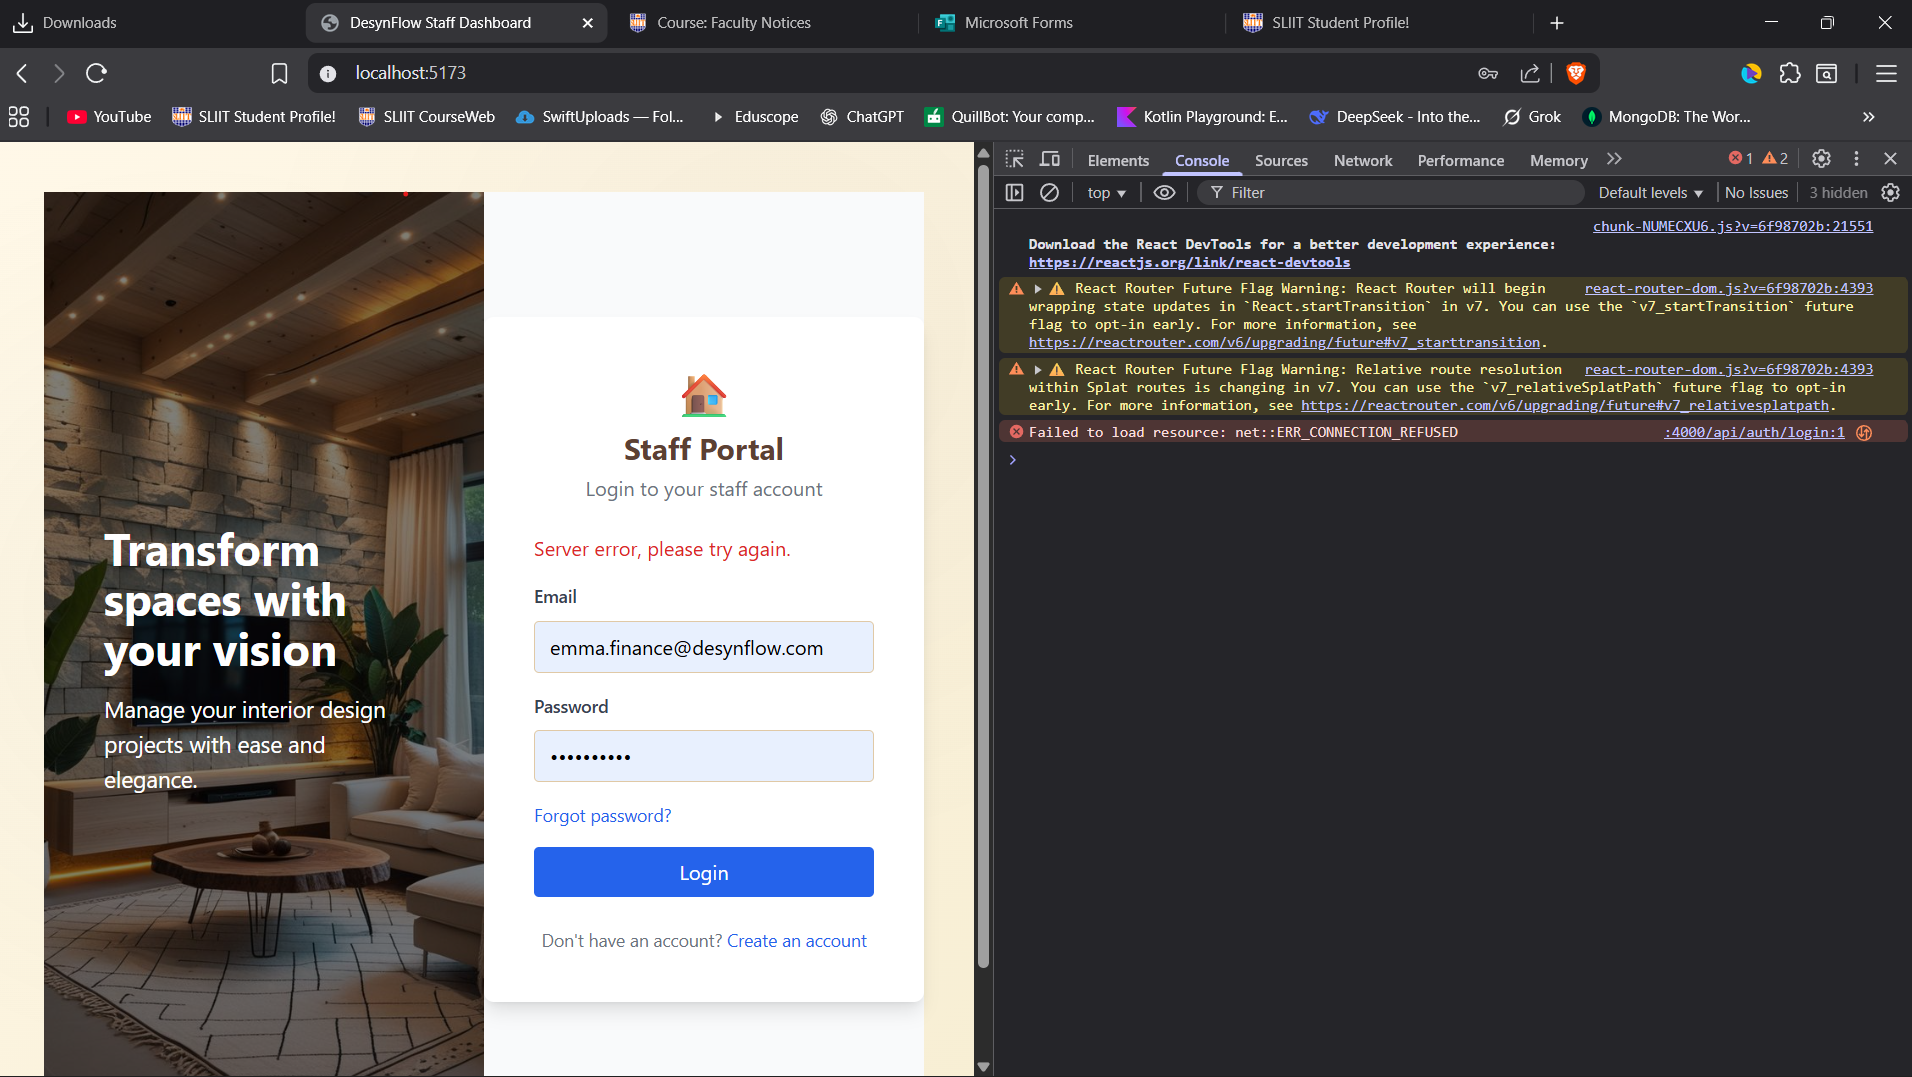 Downloads
DesynFlow Staff Dashboard
Course: Faculty Notices
Microsoft Forms
SLIIT Student Profile!
localhost:5173
YouTube
SLIIT Student Profile!
SLIIT CourseWeb
SwiftUploads — Fol...
Eduscope
ChatGPT
QuillBot: Your comp...
Kotlin Playground: E...
DeepSeek - Into the...
Grok
MongoDB: The Wor...
Transform
spaces with
your vision
Manage your interior design
projects with ease and
elegance.
Staff Portal
Login to your staff account
Server error, please try again.
Email
emma.finance@desynflow.com
Password
••••••••••
Forgot password?
Login
Don't have an account? Create an account
Elements
Console
Sources
Network
Performance
Memory
1
2
top
Filter
Default levels
No Issues
3 hidden
chunk-NUMECXU6.js?v=6f98702b:21551
Download the React DevTools for a better development experience:
https://reactjs.org/link/react-devtools
React Router Future Flag Warning: React Router will begin react-router-dom.js?v=6f98702b:4393
wrapping state updates in `React.startTransition` in v7. You can use the `v7_startTransition` future
flag to opt-in early. For more information, see
https://reactrouter.com/v6/upgrading/future#v7_starttransition.
React Router Future Flag Warning: Relative route resolution react-router-dom.js?v=6f98702b:4393
within Splat routes is changing in v7. You can use the `v7_relativeSplatPath` future flag to opt-in
early. For more information, see https://reactrouter.com/v6/upgrading/future#v7_relativesplatpath.
Failed to load resource: net::ERR_CONNECTION_REFUSED :4000/api/auth/login:1